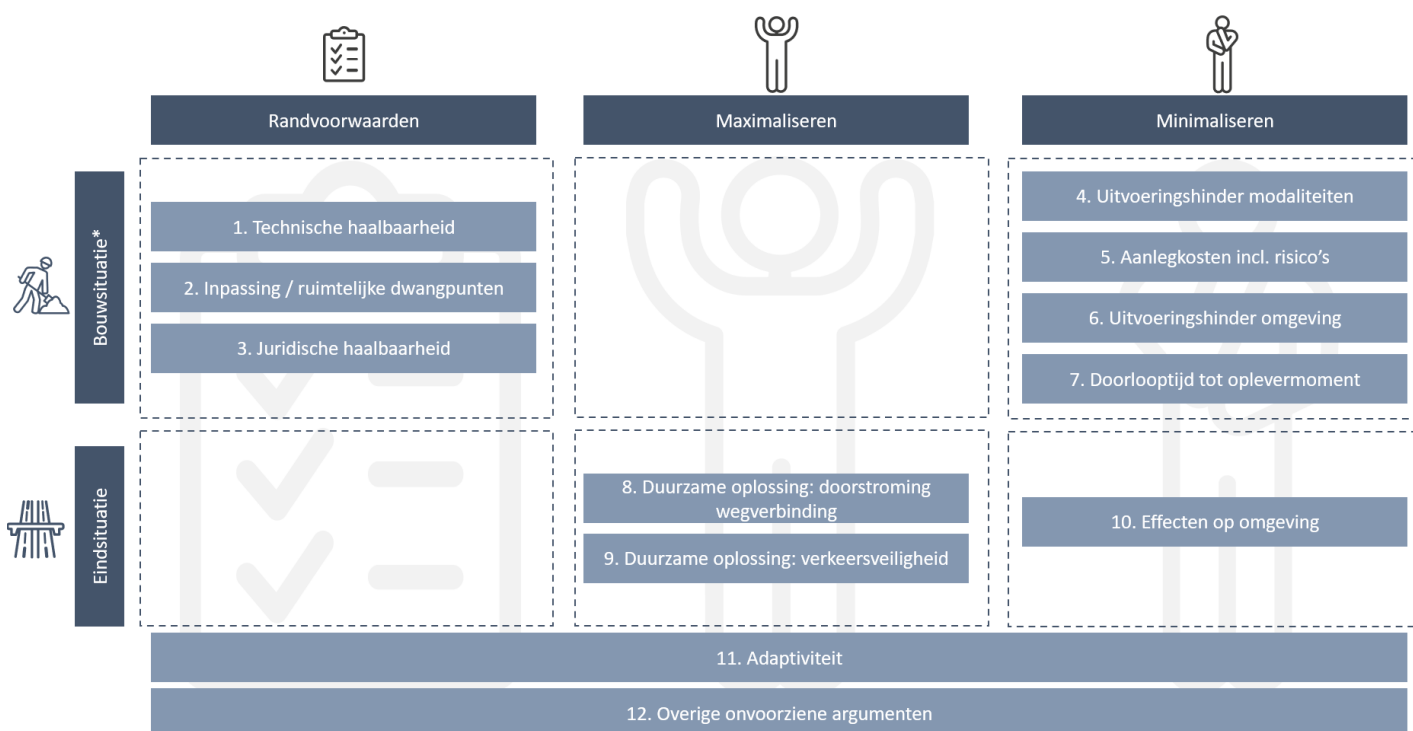 Randvoorwaarden
Maximaliseren
Minimaliseren
Bouwsituatie*
1. Technische haalbaarheid
2. Inpassing / ruimtelijke dwangpunten
3. Juridische haalbaarheid
4. Uitvoeringshinder modaliteiten
5. Aanlegkosten incl. risico's
6. Uitvoeringshinder omgeving
7. Doorlooptijd tot oplevermoment
Eindsituatie
8. Duurzame oplossing: doorstroming
wegverbinding
9. Duurzame oplossing: verkeersveiligheid
10. Effecten op omgeving
11. Adaptiviteit
12. Overige onvoorziene argumenten